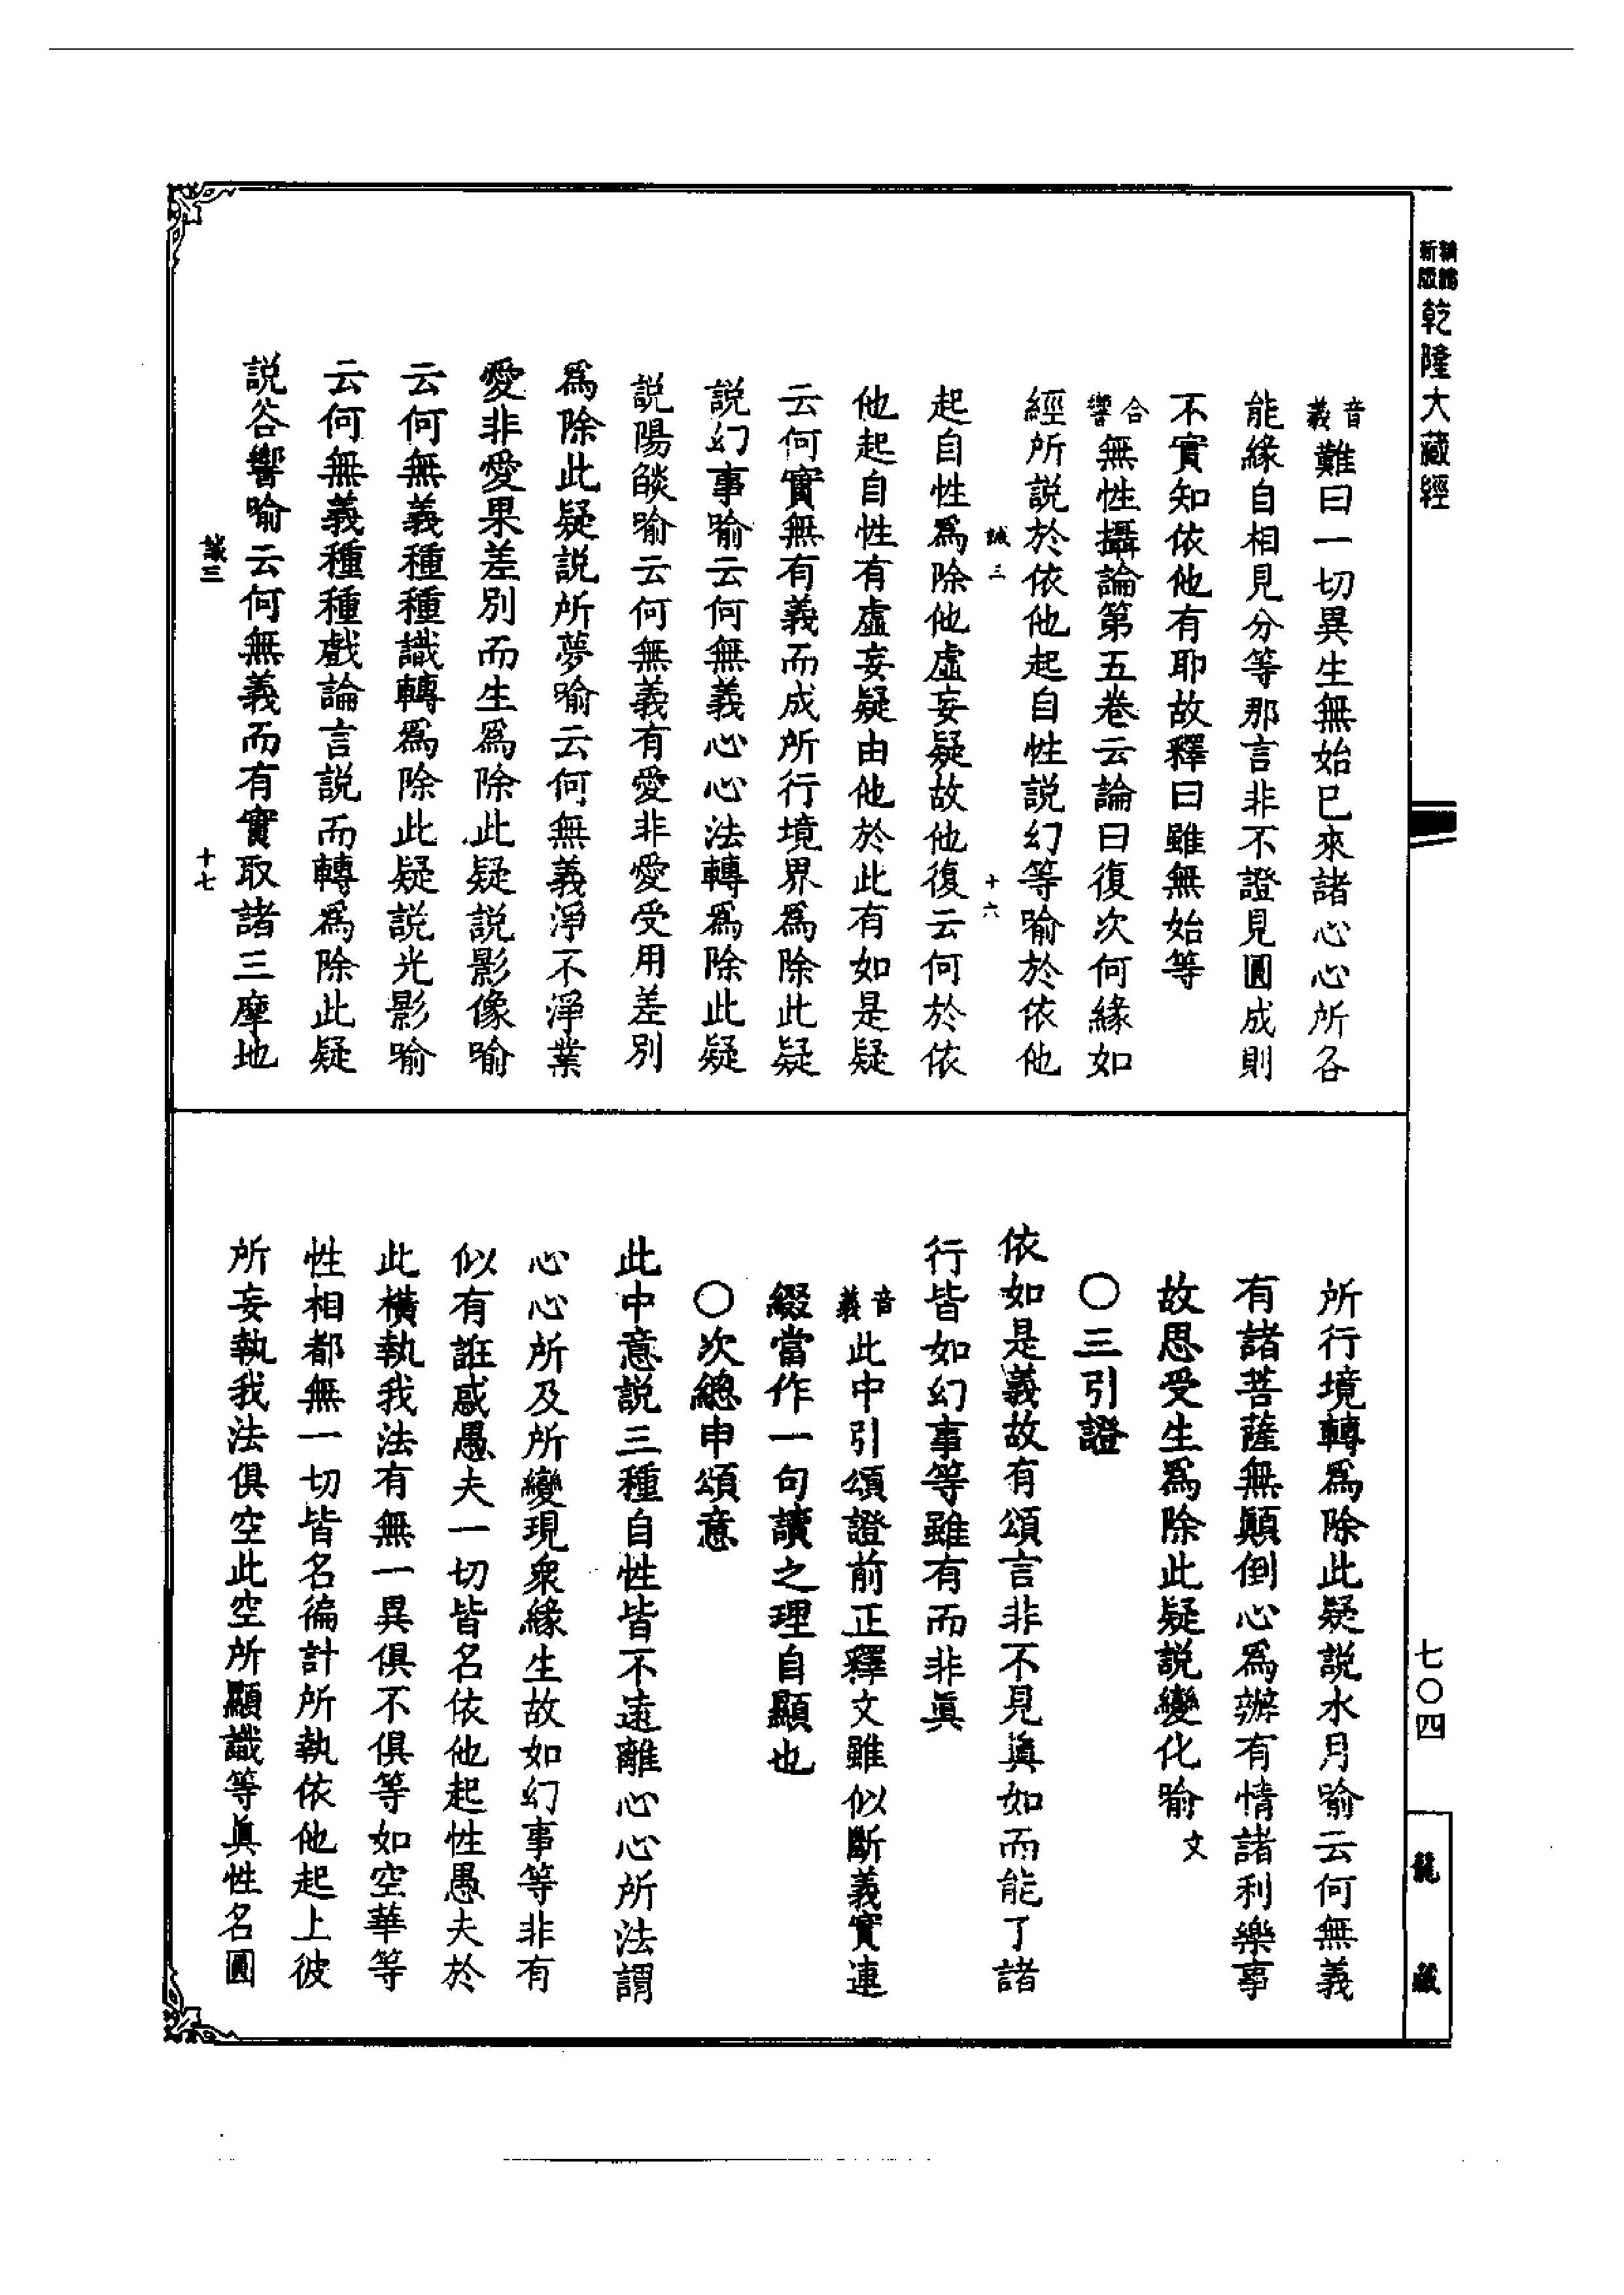 新版 精縮 乾隆大藏經
音義 難曰一切異生無始已來諸心心所各
能緣自相見分等那言非不證見圓成則
不實知依他有耶故釋曰雖無始等
合響 無性攝論第五卷云論曰復次何緣如
經所說於依他起自性說幻等喻於依他
誠三 十六
起自性爲除他虛妄疑故他復云何於依
他起自性有虛妄疑由他於此有如是疑
云何實無有義而成所行境界爲除此疑
說幻事喻云何無義心心法轉爲除此疑
說陽燄喻云何無義有愛非愛受用差別
爲除此疑說所夢喻云何無義淨不淨業
愛非愛果差別而生爲除此疑說影像喻
云何無義種種識轉爲除此疑說光影喻
云何無義種種戲論言說而轉爲除此疑
說谷響喻云何無義而有實取諸三摩地
誠三 十七
所行境轉爲除此疑說水月喻云何無義
有諸菩薩無顛倒心爲辦有情諸利樂事
故思受生爲除此疑說變化喻文
○三引證
依如是義故有頌言非不見眞如而能了諸
行皆如幻事等雖有而非眞
音義 此中引頌證前正釋文雖似斷義實連
綴當作一句讀之理自顯也
○次總申頌意
此中意說三種自性皆不遠離心心所法謂
心心所及所變現衆緣生故如幻事等非有
似有誑惑愚夫一切皆名依他起性愚夫於
此橫執我法有無一異俱不俱等如空華等
性相都無一切皆名徧計所執依他起上彼
所妄執我法俱空此空所顯識等眞性名圓
七〇四
龍藏